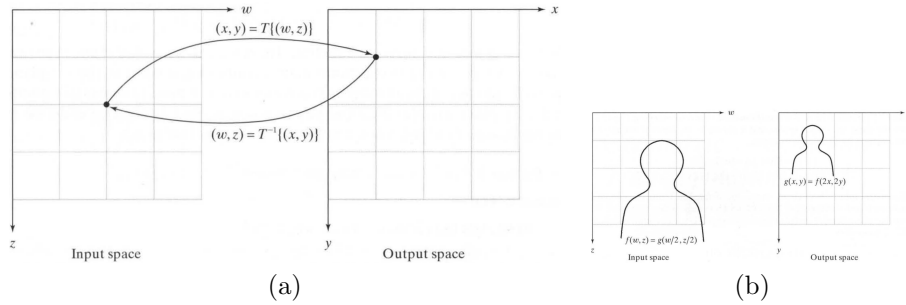 w
x
(x, y) = T{(w, z)}
(w, z) = T⁻¹{(x, y)}
z
y
Input space
Output space
(a)
w
x
g(x, y) = f(2x, 2y)
f(w, z) = g(w/2, z/2)
z
y
Input space
Output space
(b)